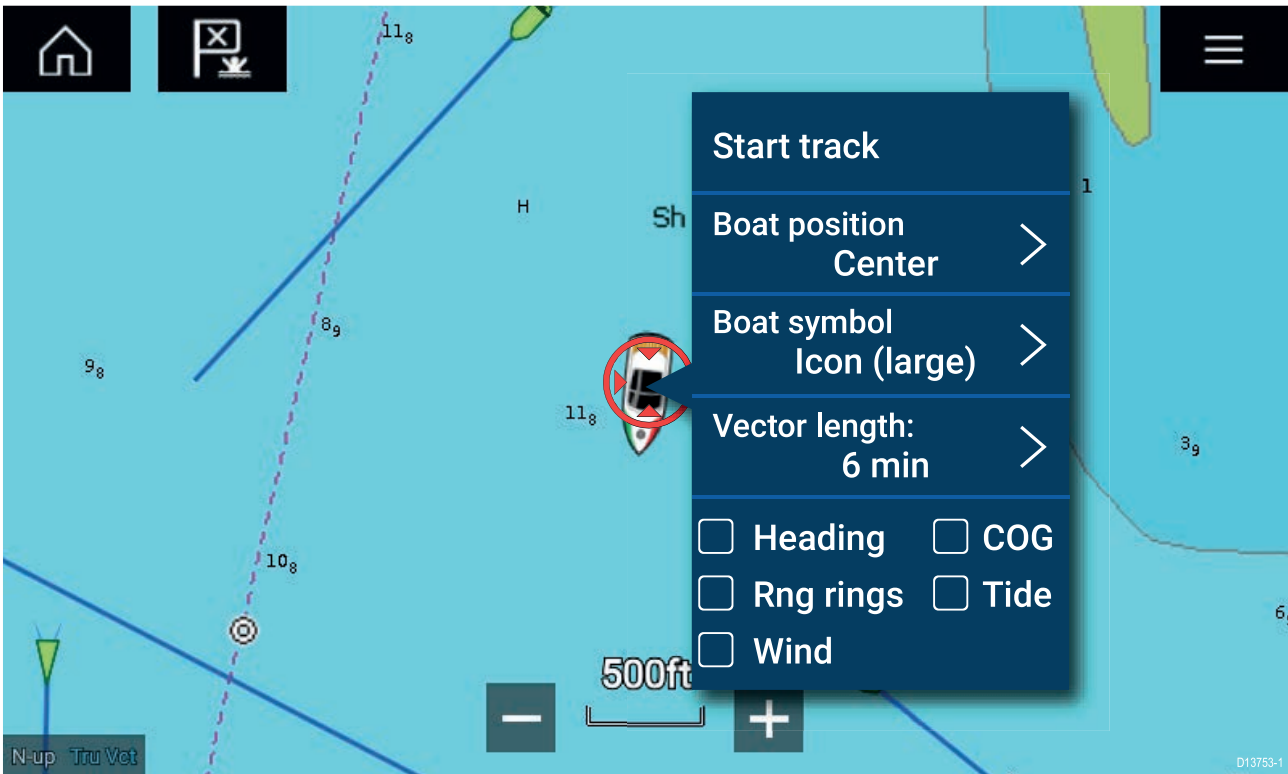 11₈
Start track
1
H
Sh
Boat position
Center
8₉
Boat symbol
Icon (large)
9₈
11₈
Vector length:
6 min
3₉
Heading
COG
10₈
Rng rings
Tide
6
Wind
500ft
N-up Tru Vct
D13753-1